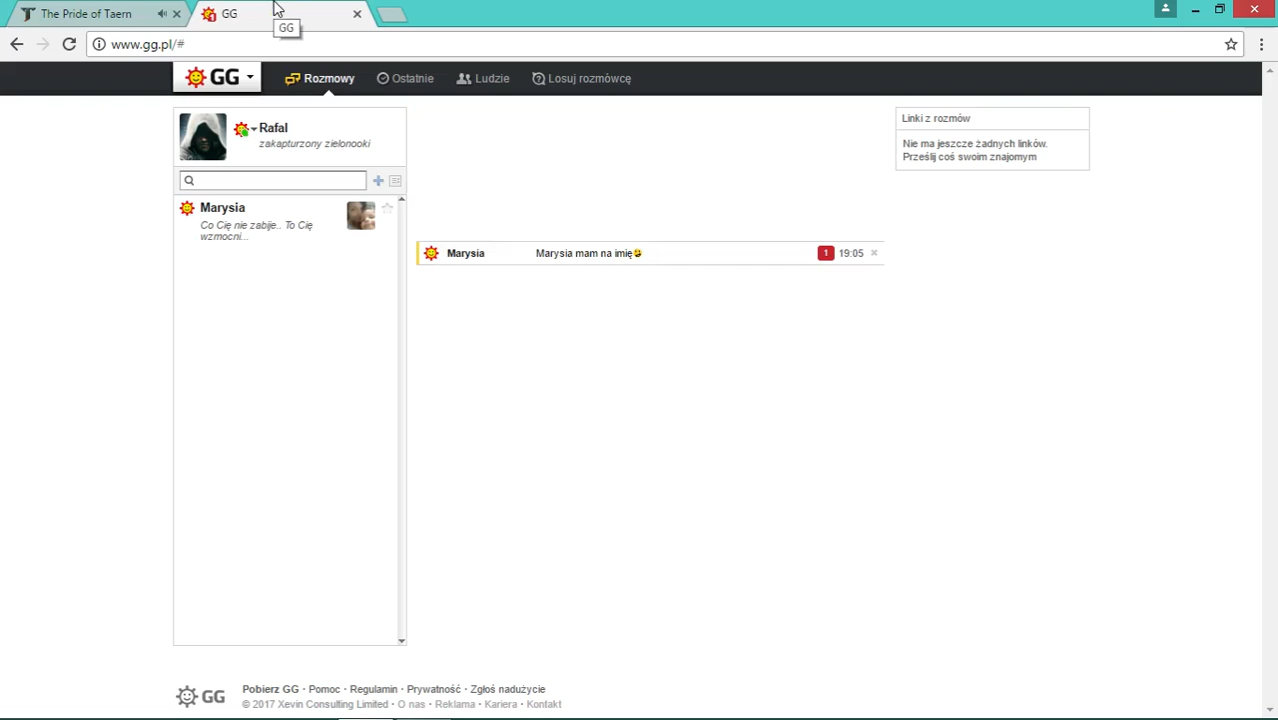 The Pride of Taern
GG
GG
www.gg.pl/#
GG
Rozmowy
Ostatnie
Ludzie
Losuj rozmówcę
Rafal
zakapturzony zielonooki
Marysia
Co Cię nie zabije.. To Cię
wzmocni...
Marysia
Marysia mam na imię
1
19:05
Linki z rozmów
Nie ma jeszcze żadnych linków.
Prześlij coś swoim znajomym
GG
Pobierz GG · Pomoc · Regulamin · Prywatność · Zgłoś nadużycie
© 2017 Xevin Consulting Limited · O nas · Reklama · Kariera · Kontakt